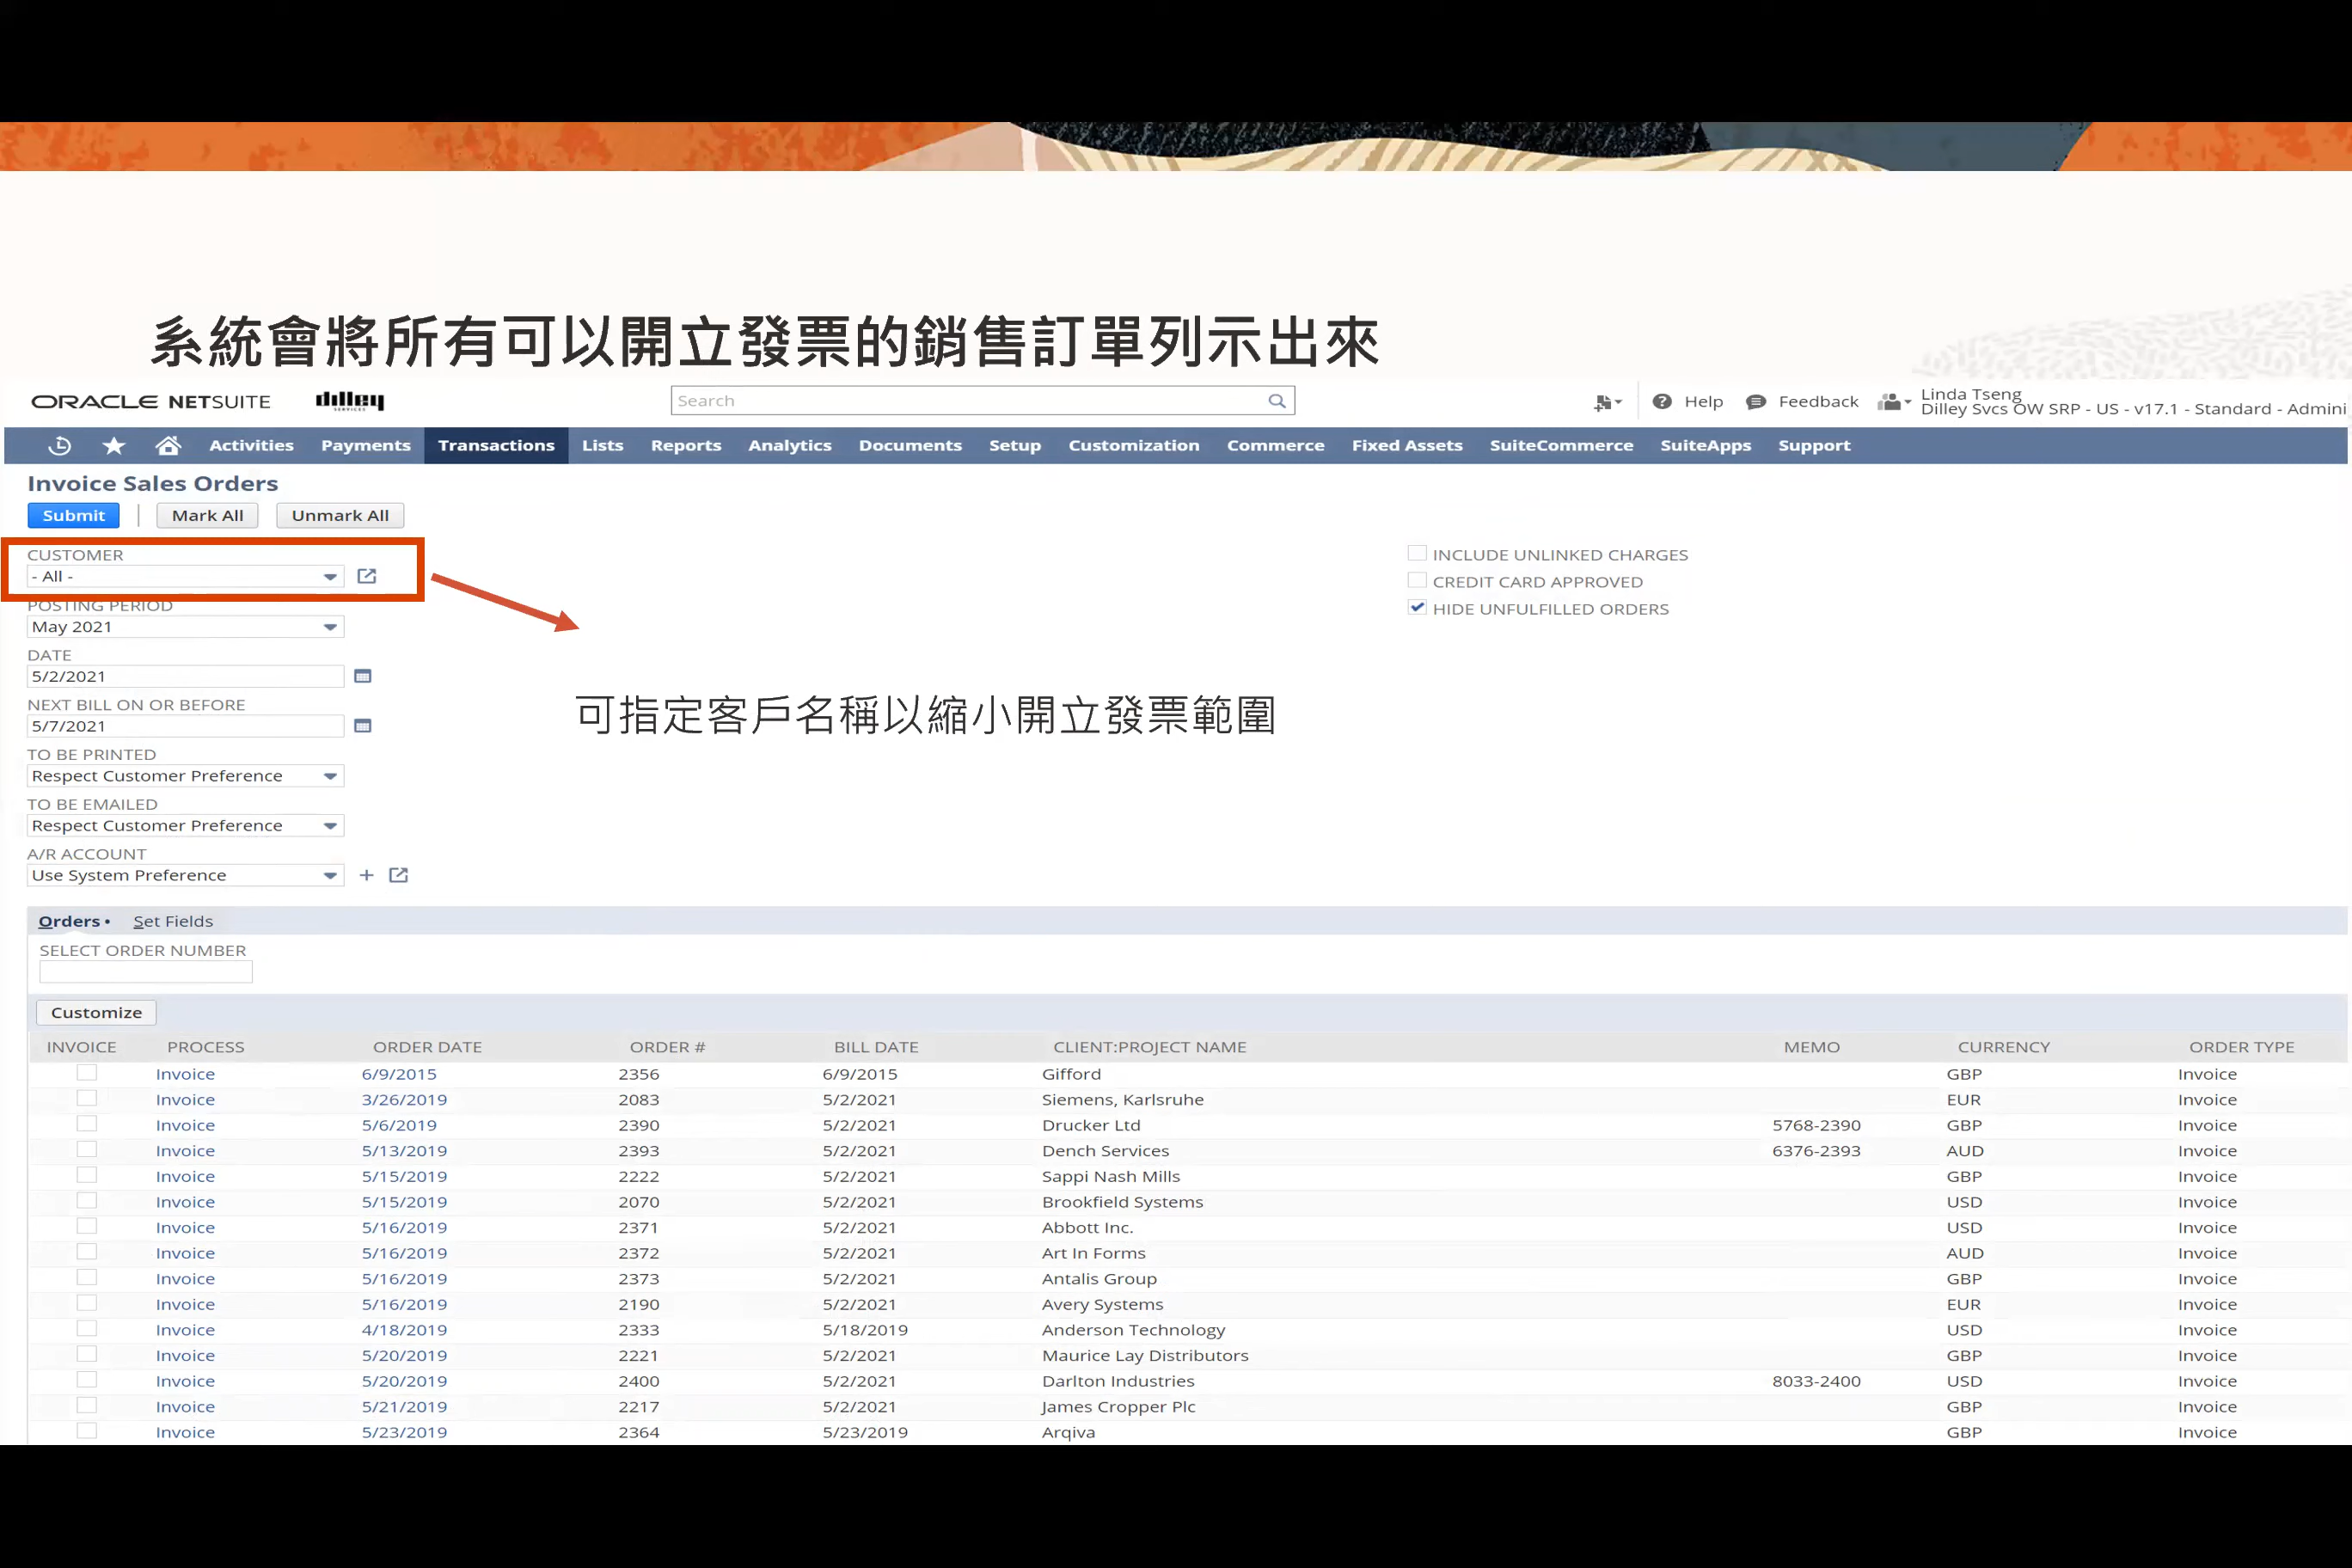 系統會將所有可以開立發票的銷售訂單列示出來
ORACLE NETSUITE dilley SERVICES Search Help Feedback Linda Tseng
Dilley Svcs OW SRP - US - v17.1 - Standard - Admini
Activities Payments Transactions Lists Reports Analytics Documents Setup Customization Commerce Fixed Assets SuiteCommerce SuiteApps Support
Invoice Sales Orders
Submit Mark All Unmark All
CUSTOMER
- All -
POSTING PERIOD
May 2021
DATE
5/2/2021
NEXT BILL ON OR BEFORE
5/7/2021
TO BE PRINTED
Respect Customer Preference
TO BE EMAILED
Respect Customer Preference
A/R ACCOUNT
Use System Preference
INCLUDE UNLINKED CHARGES
CREDIT CARD APPROVED
HIDE UNFULFILLED ORDERS
可指定客戶名稱以縮小開立發票範圍
Orders • Set Fields
SELECT ORDER NUMBER
Customize
INVOICE PROCESS ORDER DATE ORDER # BILL DATE CLIENT:PROJECT NAME MEMO CURRENCY ORDER TYPE
Invoice 6/9/2015 2356 6/9/2015 Gifford GBP Invoice
Invoice 3/26/2019 2083 5/2/2021 Siemens, Karlsruhe EUR Invoice
Invoice 5/6/2019 2390 5/2/2021 Drucker Ltd 5768-2390 GBP Invoice
Invoice 5/13/2019 2393 5/2/2021 Dench Services 6376-2393 AUD Invoice
Invoice 5/15/2019 2222 5/2/2021 Sappi Nash Mills GBP Invoice
Invoice 5/15/2019 2070 5/2/2021 Brookfield Systems USD Invoice
Invoice 5/16/2019 2371 5/2/2021 Abbott Inc. USD Invoice
Invoice 5/16/2019 2372 5/2/2021 Art In Forms AUD Invoice
Invoice 5/16/2019 2373 5/2/2021 Antalis Group GBP Invoice
Invoice 5/16/2019 2190 5/2/2021 Avery Systems EUR Invoice
Invoice 4/18/2019 2333 5/18/2019 Anderson Technology USD Invoice
Invoice 5/20/2019 2221 5/2/2021 Maurice Lay Distributors GBP Invoice
Invoice 5/20/2019 2400 5/2/2021 Darlton Industries 8033-2400 USD Invoice
Invoice 5/21/2019 2217 5/2/2021 James Cropper Plc GBP Invoice
Invoice 5/23/2019 2364 5/23/2019 Arqiva GBP Invoice